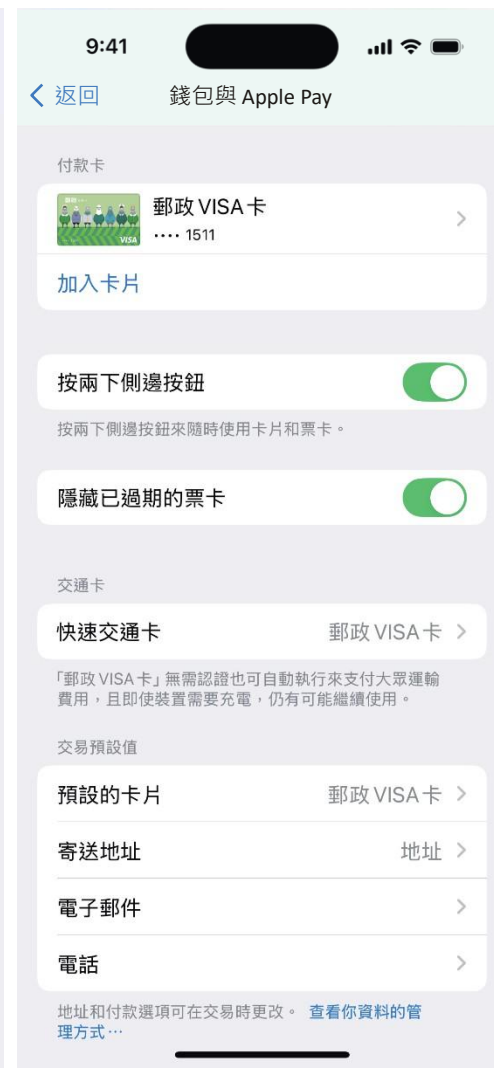 9:41
返回
錢包與 Apple Pay
付款卡
郵政 VISA 卡
VISA
•••• 1511
加入卡片
按兩下側邊按鈕
按兩下側邊按鈕來隨時使用卡片和票卡。
隱藏已過期的票卡
交通卡
快速交通卡 郵政 VISA 卡
「郵政 VISA 卡」無需認證也可自動執行來支付大眾運輸
費用，且即使裝置需要充電，仍有可能繼續使用。
交易預設值
預設的卡片 郵政 VISA 卡
寄送地址 地址
電子郵件
電話
地址和付款選項可在交易時更改。 查看你資料的管
理方式…